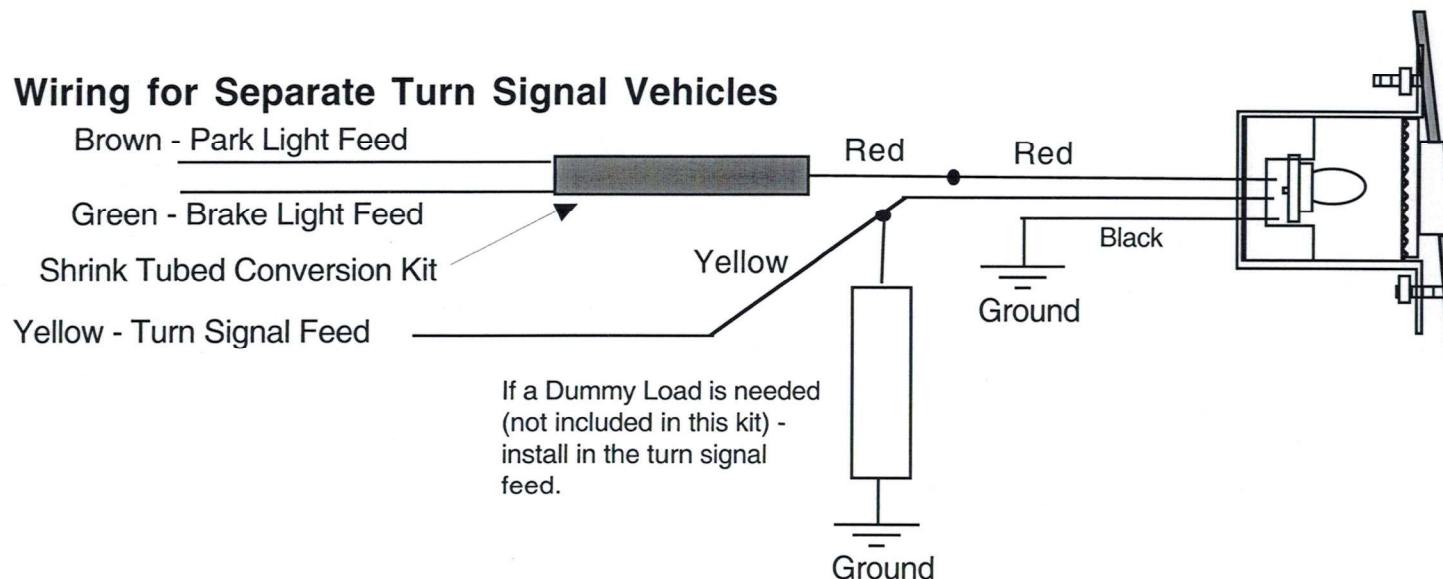 Wiring for Separate Turn Signal Vehicles
Brown - Park Light Feed
Red
Red
Green - Brake Light Feed
Black
Shrink Tubed Conversion Kit
Yellow
Ground
Yellow - Turn Signal Feed
If a Dummy Load is needed
(not included in this kit) -
install in the turn signal
feed.
Ground